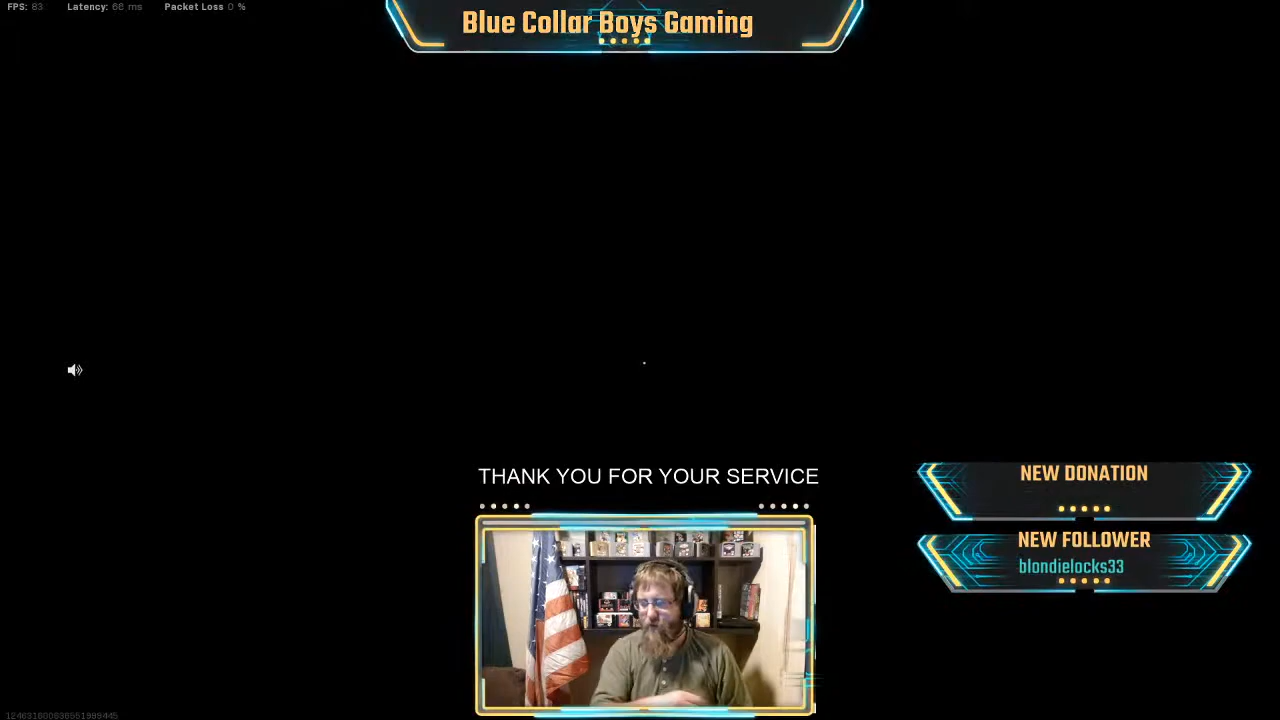 FPS: 83 Latency: 66 ms Packet Loss 0 %
Blue Collar Boys Gaming
THANK YOU FOR YOUR SERVICE
NEW DONATION
NEW FOLLOWER
blondielocks33